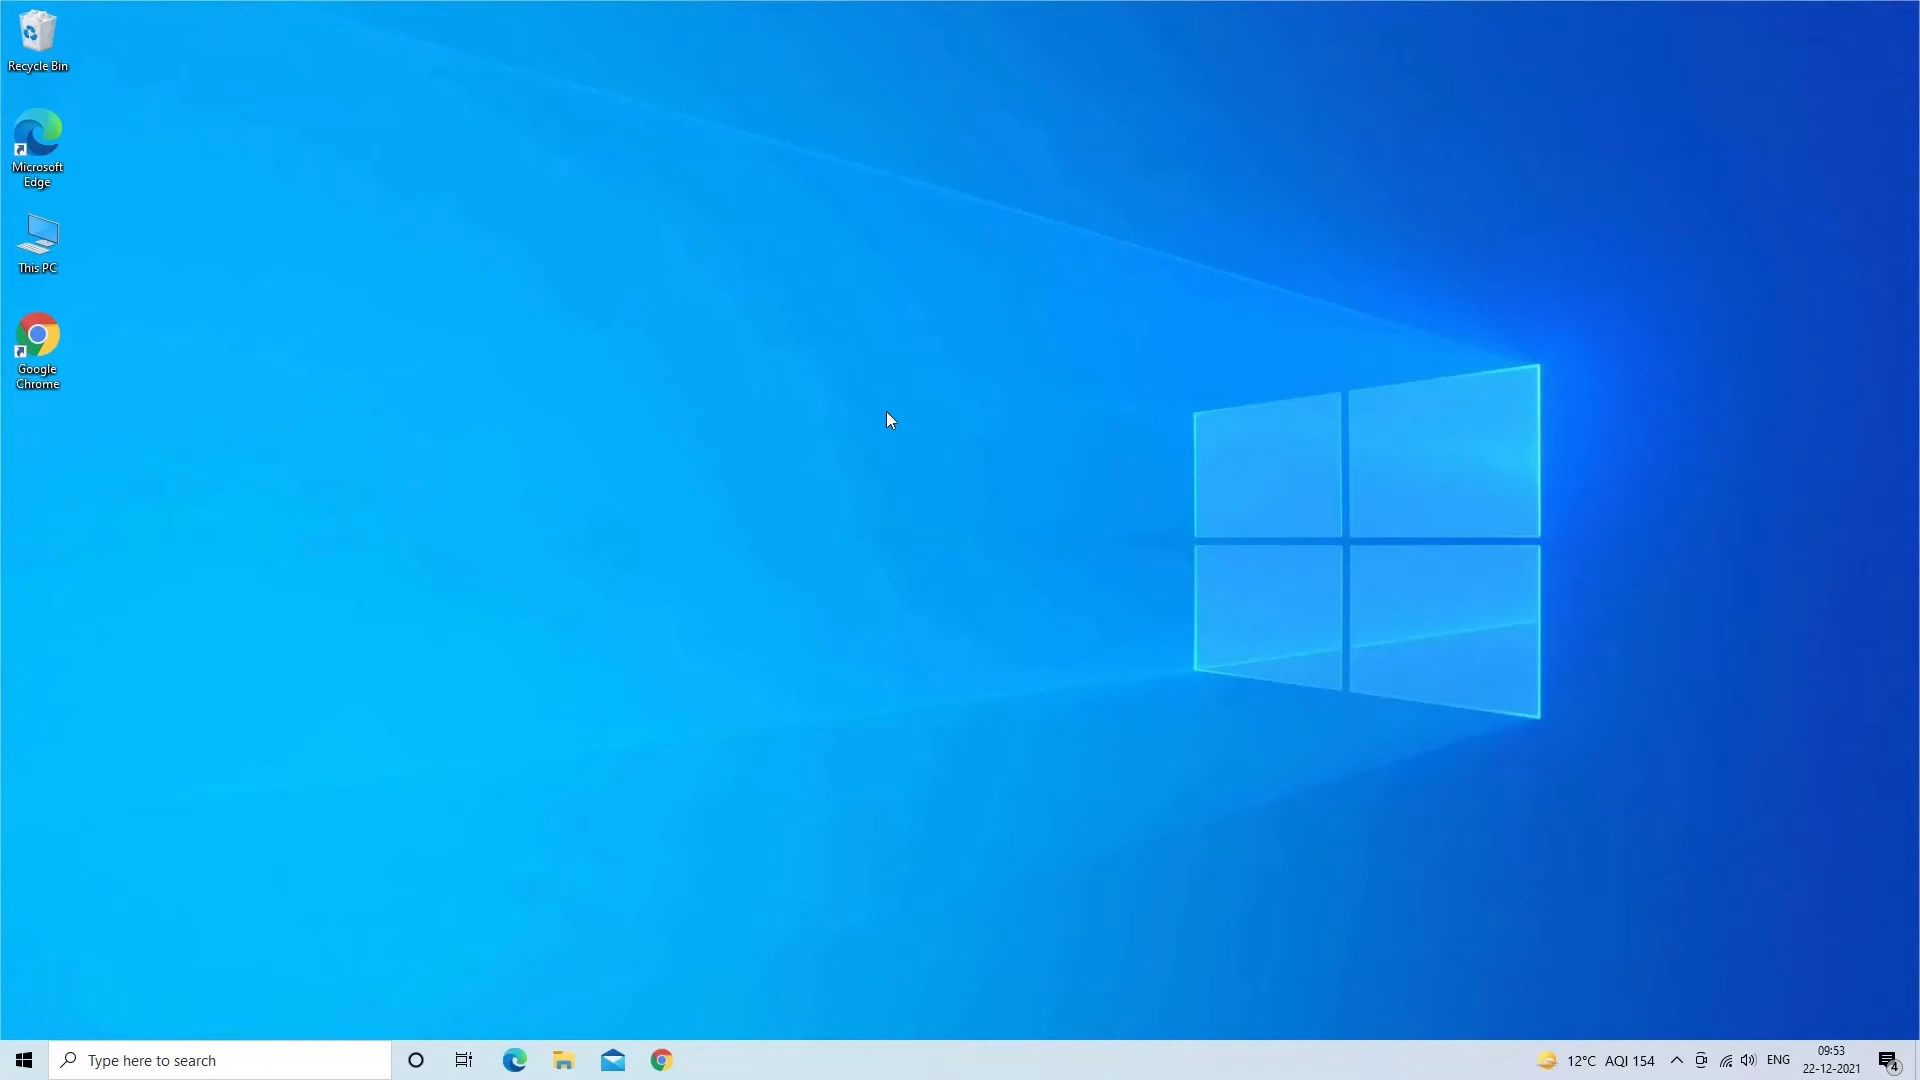 Recycle Bin
Microsoft
Edge
This PC
Google
Chrome
Type here to search
12°C AQI 154
ENG
09:53
22-12-2021
4